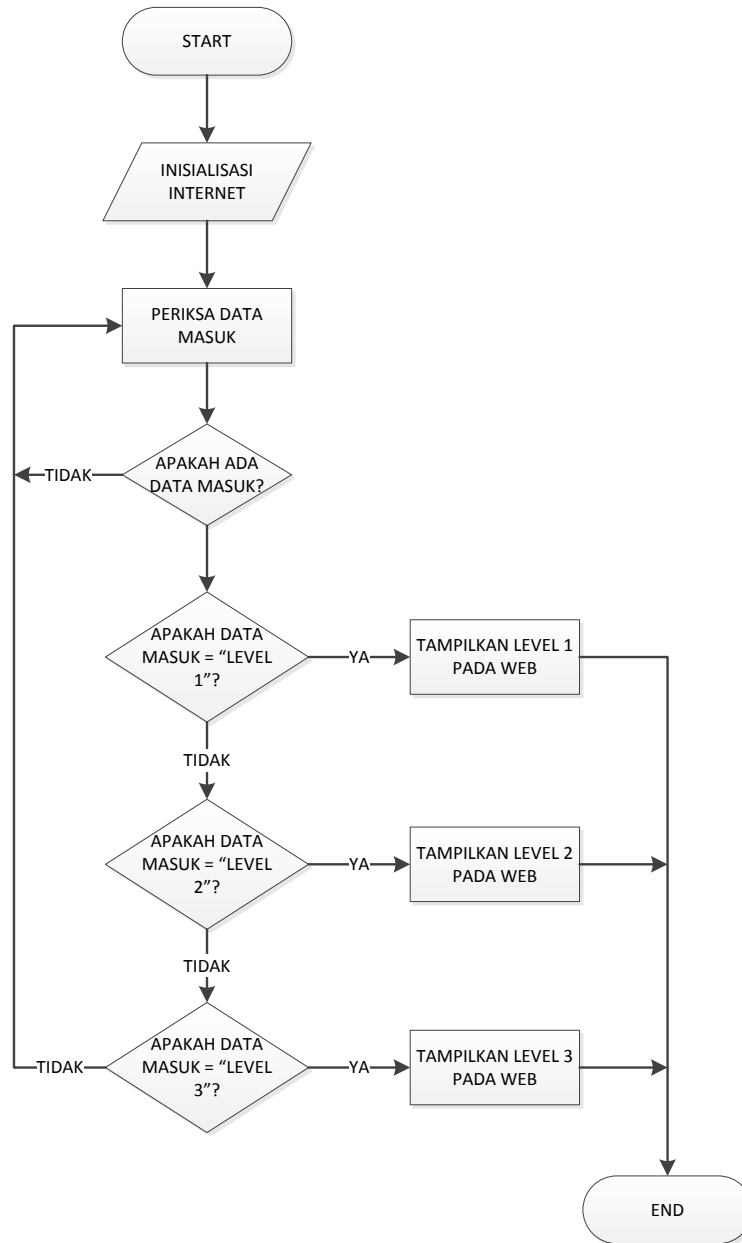 START
INISIALISASI
INTERNET
PERIKSA DATA
MASUK
APAKAH ADA
DATA MASUK?
TIDAK
APAKAH DATA
MASUK = “LEVEL
1”?
YA
TAMPILKAN LEVEL 1
PADA WEB
TIDAK
APAKAH DATA
MASUK = “LEVEL
2”?
YA
TAMPILKAN LEVEL 2
PADA WEB
TIDAK
APAKAH DATA
MASUK = “LEVEL
3”?
TIDAK
YA
TAMPILKAN LEVEL 3
PADA WEB
END